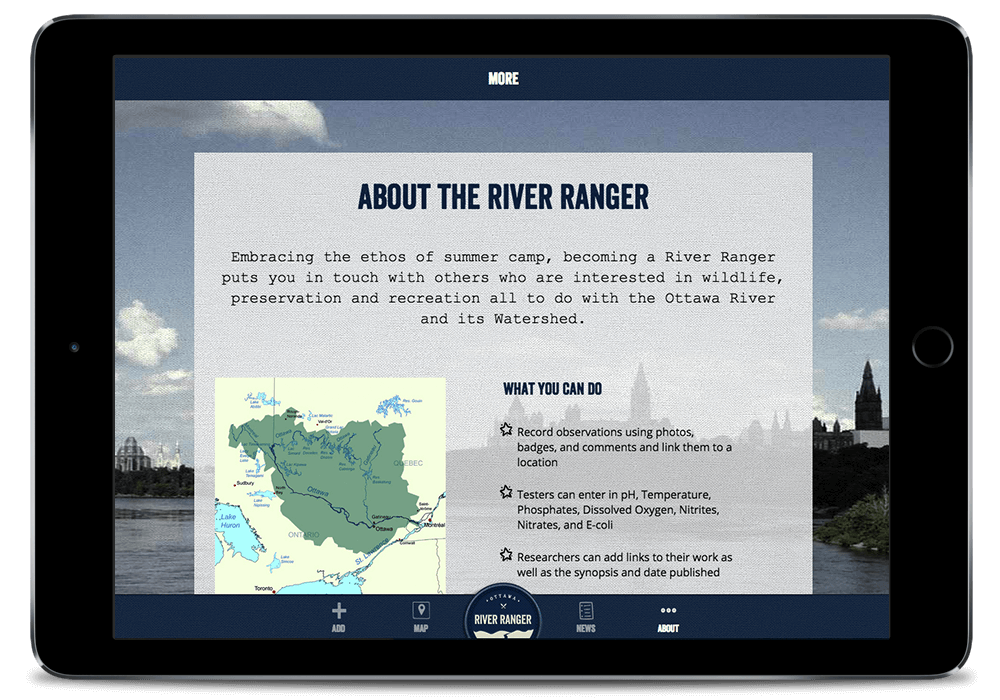 MORE
ABOUT THE RIVER RANGER
Embracing the ethos of summer camp, becoming a River Ranger
puts you in touch with others who are interested in wildlife,
preservation and recreation all to do with the Ottawa River
and its Watershed.
QUEBEC
Sudbury
Ottawa
Lake
Huron
ONTARIO
Gatineau
Ottawa
Montréal
Cornwall
St. Lawrence
Lake
Simcoe
Toronto
WHAT YOU CAN DO
Record observations using photos,
badges, and comments and link them to a
location
Testers can enter in pH, Temperature,
Phosphates, Dissolved Oxygen, Nitrites,
Nitrates, and E-coli
Researchers can add links to their work as
well as the synopsis and date published
ADD
MAP
OTTAWA
RIVER RANGER
NEWS
ABOUT